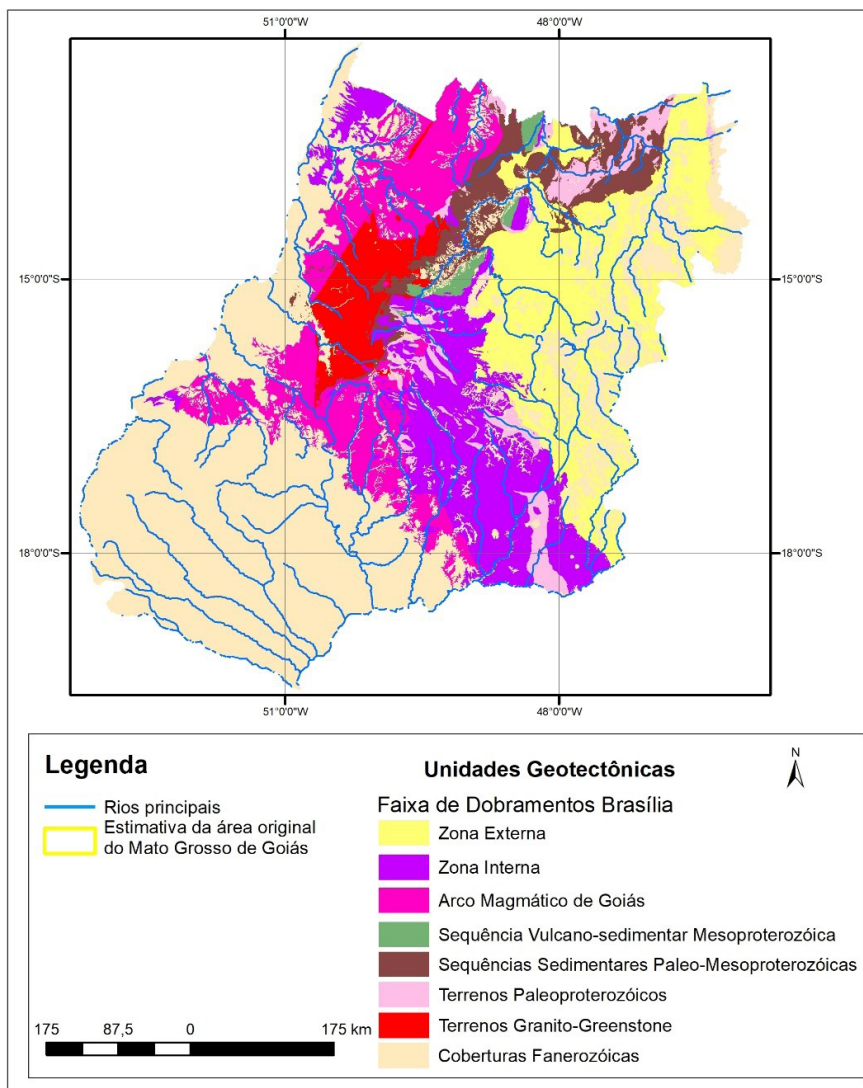 51°0'0"W 48°0'0"W
15°0'0"S 15°0'0"S
18°0'0"S 18°0'0"S
51°0'0"W 48°0'0"W
Legenda
Rios principais
Estimativa da área original
do Mato Grosso de Goiás
175 87,5 0 175 km
N
Unidades Geotectônicas
Faixa de Dobramentos Brasília
Zona Externa
Zona Interna
Arco Magmático de Goiás
Sequência Vulcano-sedimentar Mesoproterozóica
Sequências Sedimentares Paleo-Mesoproterozóicas
Terrenos Paleoproterozóicos
Terrenos Granito-Greenstone
Coberturas Fanerozóicas